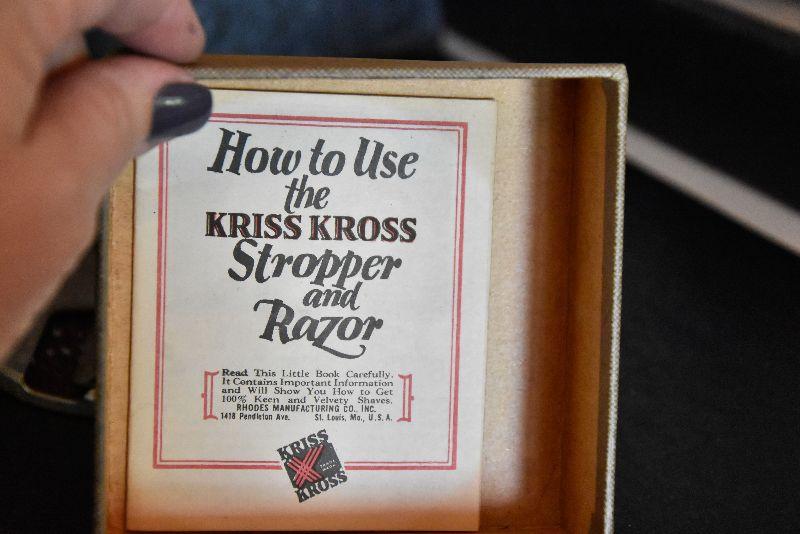 How to Use
the
KRISS KROSS
Stropper
and
Razor
Read This Little Book Carefully.
It Contains Important Information
and Will Show You How to Get
100% Keen and Velvety Shaves.
RHODES MANUFACTURING CO., INC.
1418 Pendleton Ave. St. Louis, Mo., U.S.A.
KRISS
TRADE
MARK
KROSS